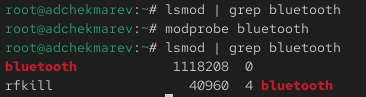 root@adchekmarev:~# lsmod | grep bluetooth
root@adchekmarev:~# modprobe bluetooth
root@adchekmarev:~# lsmod | grep bluetooth
bluetooth 1118208 0
rfkill 40960 4 bluetooth